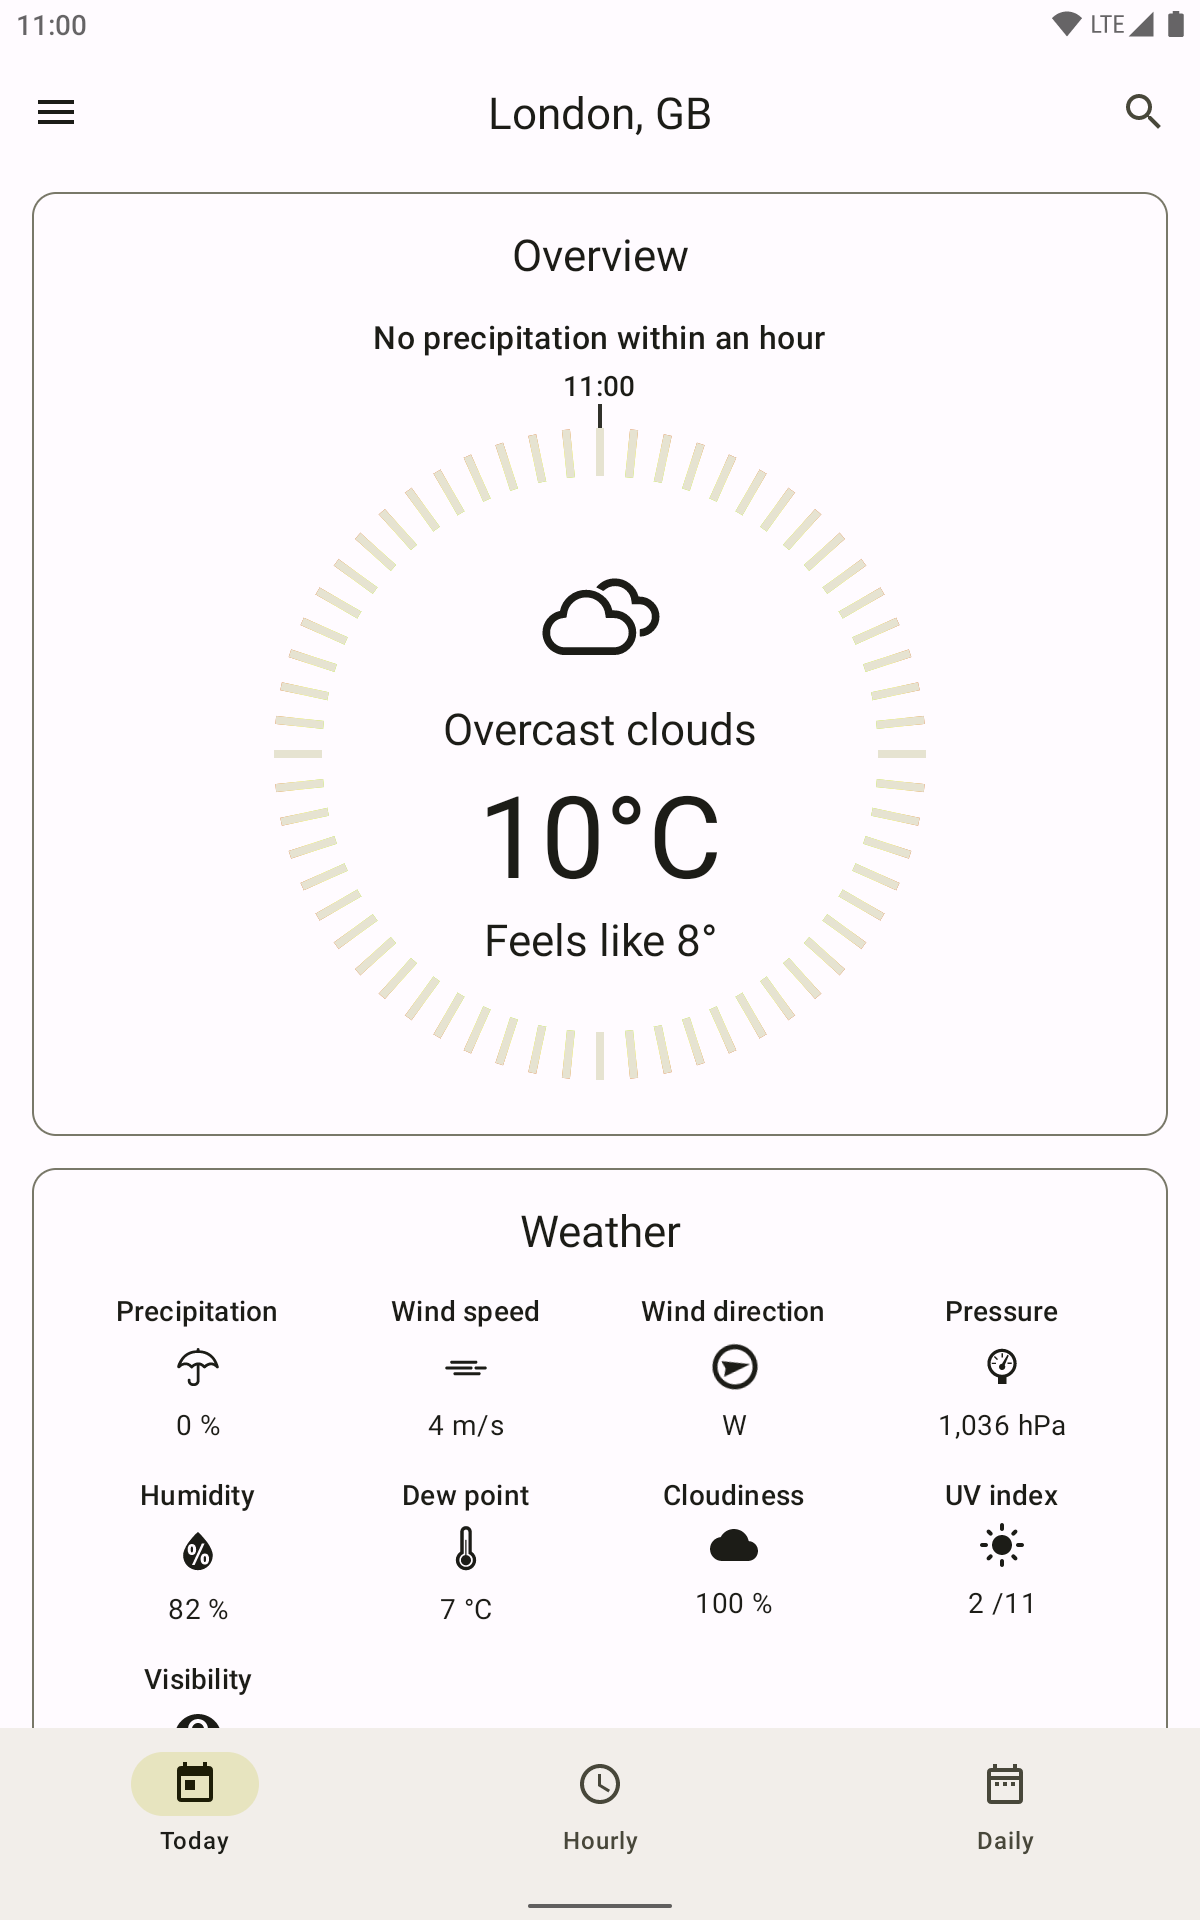 11:00
LTE
London, GB
Overview
No precipitation within an hour
11:00
Overcast clouds
10°C
Feels like 8°
Weather
Precipitation
Wind speed
Wind direction
Pressure
0 %
4 m/s
W
1,036 hPa
Humidity
Dew point
Cloudiness
UV index
%
82 %
7 °C
100 %
2 /11
Visibility
Today
Hourly
Daily